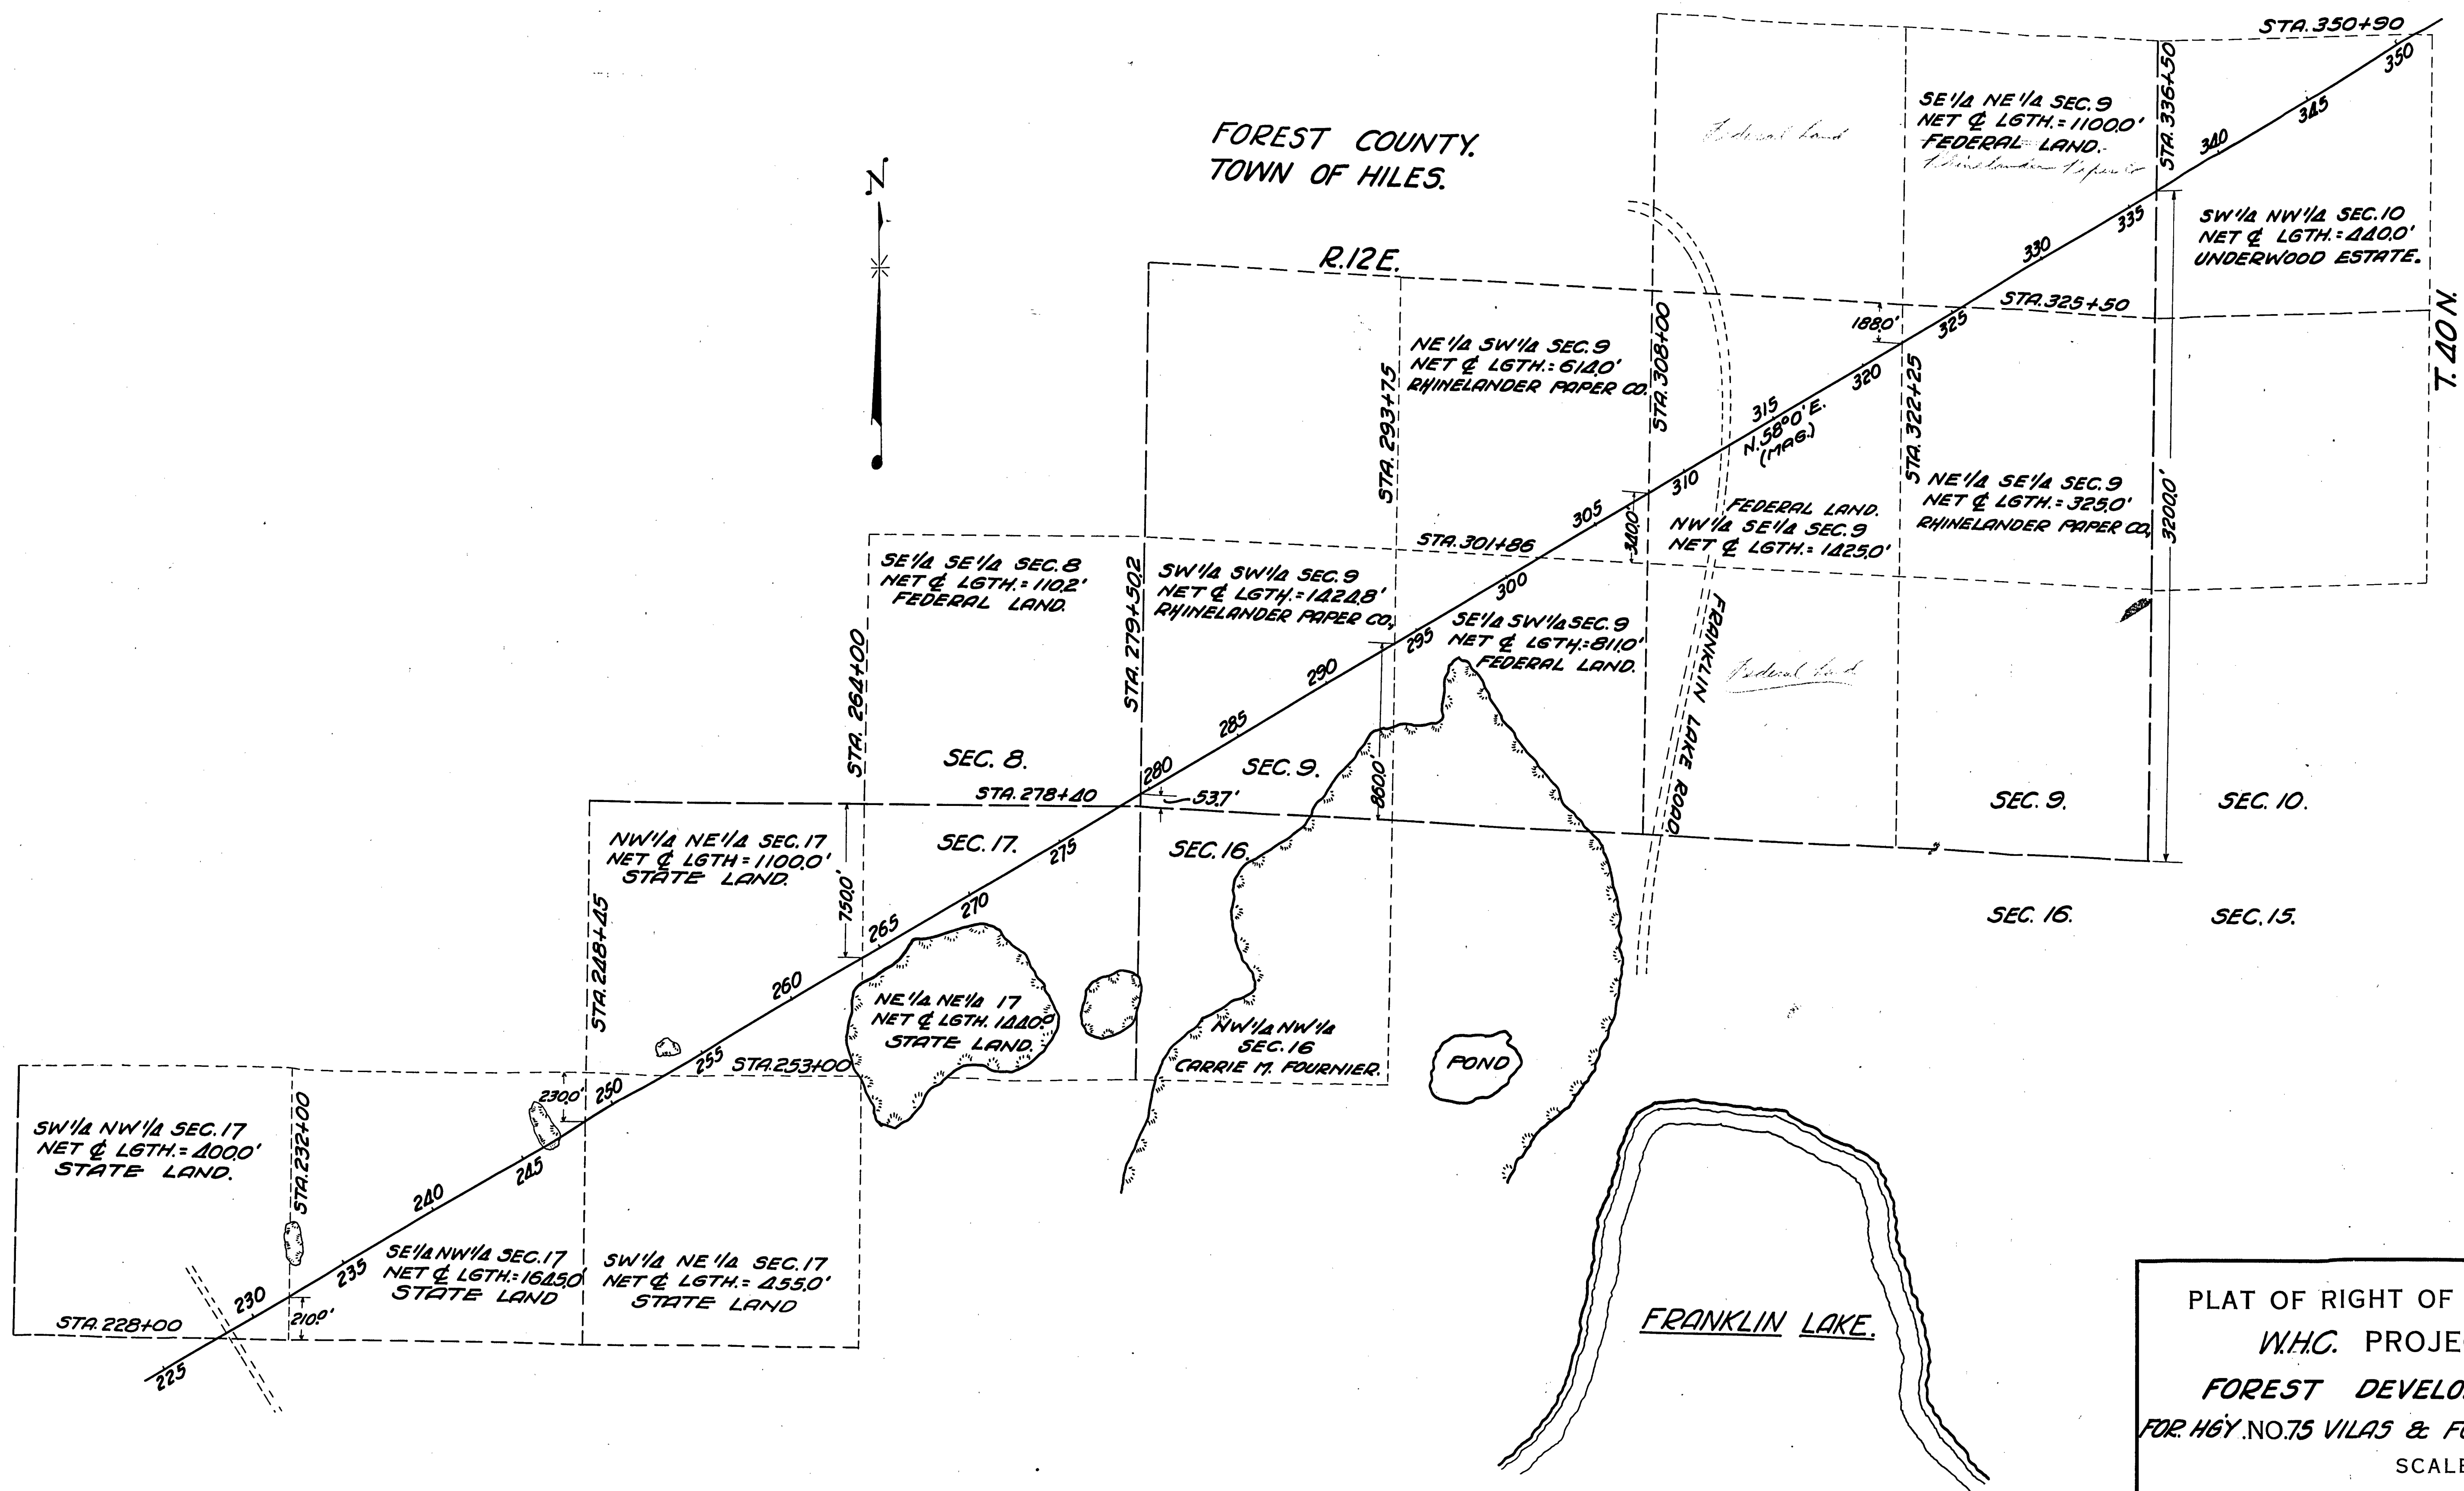 STA. 350+90
350
345
340
335
330
325
320
315
310
305
300
295
290
285
280
275
270
265
260
255
250
245
240
235
230
225
FOREST COUNTY.
TOWN OF HILES.
N
R.12E.
T. 40 N.
Federal Land
SE 1/4 NE 1/4 SEC. 9
NET ℄ LGTH. = 1100.0'
FEDERAL LAND.
Rhinelander Paper Co
STA. 336+50
SW 1/4 NW 1/4 SEC. 10
NET ℄ LGTH. = 440.0'
UNDERWOOD ESTATE.
STA. 325+50
188.0'
NE 1/4 SW 1/4 SEC. 9
NET ℄ LGTH. = 614.0'
RHINELANDER PAPER CO.
STA. 293+75
STA. 308+00
N. 58°0' E.
(MAG.)
STA. 322+25
NE 1/4 SE 1/4 SEC. 9
NET ℄ LGTH. = 325.0'
RHINELANDER PAPER CO.
3200.0'
340.0'
FEDERAL LAND.
NW 1/4 SE 1/4 SEC. 9
NET ℄ LGTH. = 1425.0'
STA. 301+86
SE 1/4 SE 1/4 SEC. 8
NET ℄ LGTH. = 110.2'
FEDERAL LAND.
STA. 279+50.2
SW 1/4 SW 1/4 SEC. 9
NET ℄ LGTH. = 1424.8'
RHINELANDER PAPER CO.
SE 1/4 SW 1/4 SEC. 9
NET ℄ LGTH. = 811.0'
FEDERAL LAND.
FRANKLIN LAKE ROAD
Federal Land
STA. 264+00
SEC. 8.
SEC. 9.
STA. 278+40
53.7'
860.0'
SEC. 9.
SEC. 10.
NW 1/4 NE 1/4 SEC. 17
NET ℄ LGTH = 1100.0'
STATE LAND.
750.0'
SEC. 17.
SEC. 16.
SEC. 16.
SEC. 15.
STA. 248+45
NE 1/4 NE 1/4 17
NET ℄ LGTH. 1440.0'
STATE LAND.
NW 1/4 NW 1/4
SEC. 16
CARRIE M. FOURNIER.
POND
STA. 253+00
230.0'
SW 1/4 NW 1/4 SEC. 17
NET ℄ LGTH. = 400.0'
STATE LAND.
STA. 232+00
SE 1/4 NW 1/4 SEC. 17
NET ℄ LGTH. = 1645.0'
STATE LAND
SW 1/4 NE 1/4 SEC. 17
NET ℄ LGTH. = 455.0'
STATE LAND
STA. 228+00
210.0'
FRANKLIN LAKE.
PLAT OF RIGHT OF
W.H.C. PROJE
FOREST DEVELO
FOR. HGY. NO. 75 VILAS & FO
SCALE